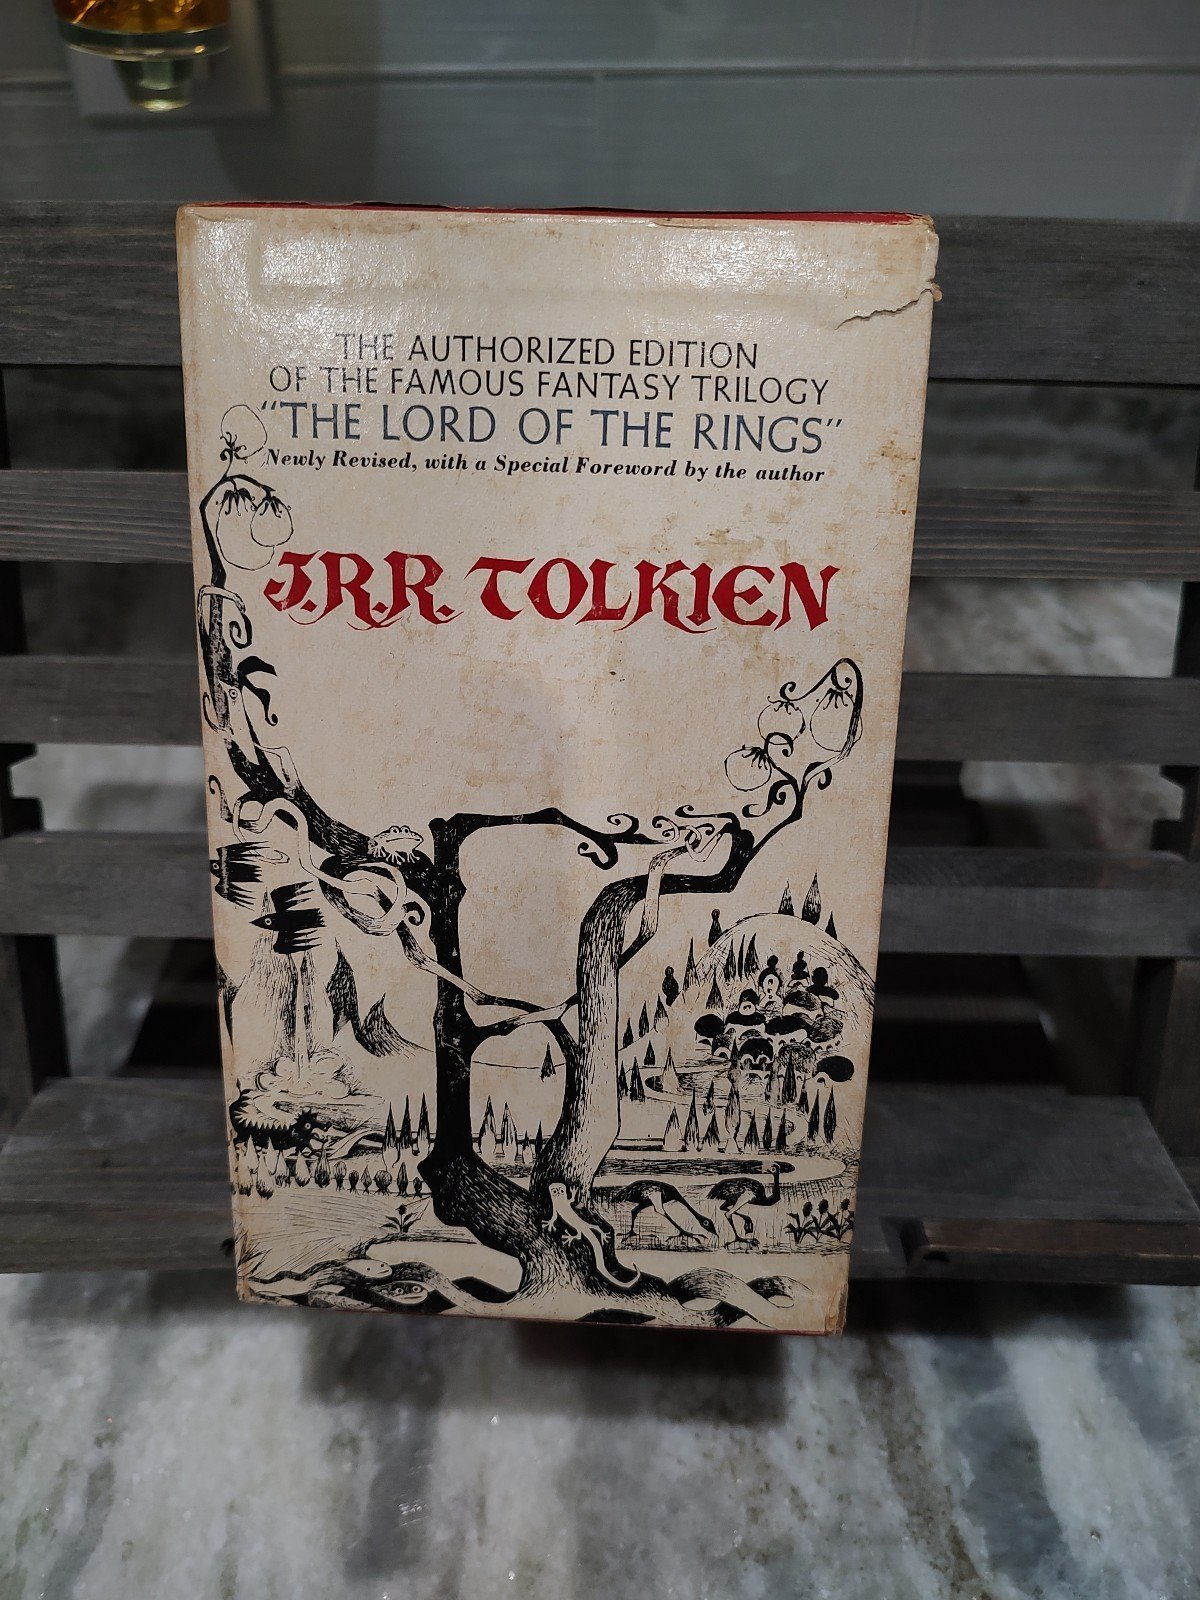 THE AUTHORIZED EDITION
OF THE FAMOUS FANTASY TRILOGY
"THE LORD OF THE RINGS"
Newly Revised, with a Special Foreword by the author
J.R.R. TOLKIEN